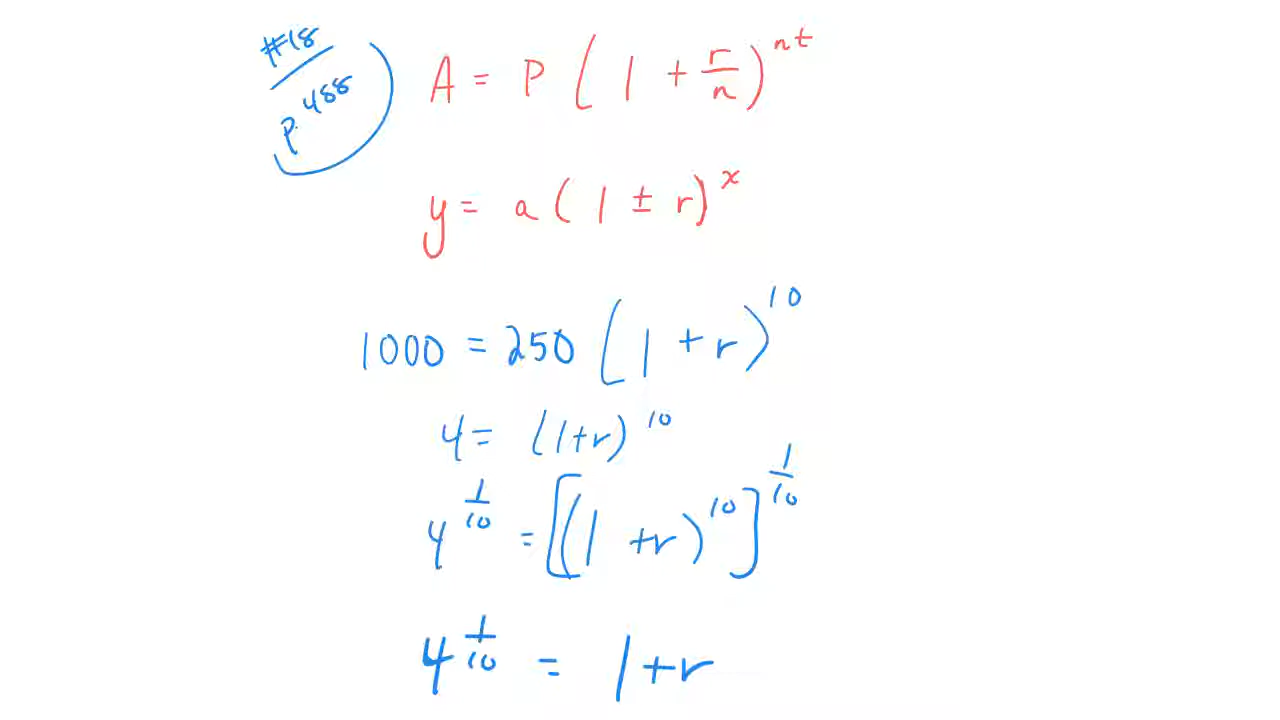 #18
p. 488
A = P ( 1 + r/n )^nt
y = a ( 1 ± r )^x
1000 = 250 ( 1 + r )^10
4 = (1+r)^10
4^1/10 = [(1 +r)^10]^1/10
4^1/10 = 1+r